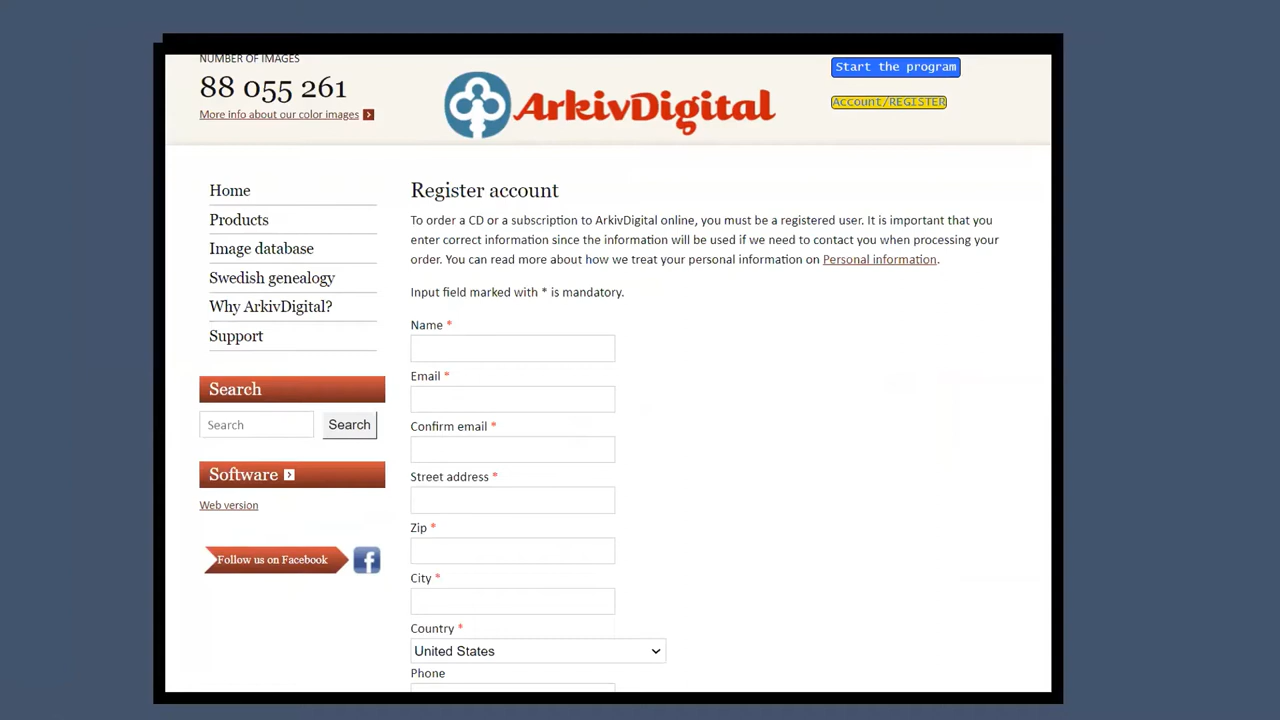 NUMBER OF IMAGES
88 055 261
More info about our color images
ArkivDigital
Start the program
Account/REGISTER
Home
Products
Image database
Swedish genealogy
Why ArkivDigital?
Support
Search
Search
Search
Software
Web version
Follow us on Facebook
f
Register account
To order a CD or a subscription to ArkivDigital online, you must be a registered user. It is important that you
enter correct information since the information will be used if we need to contact you when processing your
order. You can read more about how we treat your personal information on Personal information.
Input field marked with * is mandatory.
Name *
Email *
Confirm email *
Street address *
Zip *
City *
Country *
United States
Phone